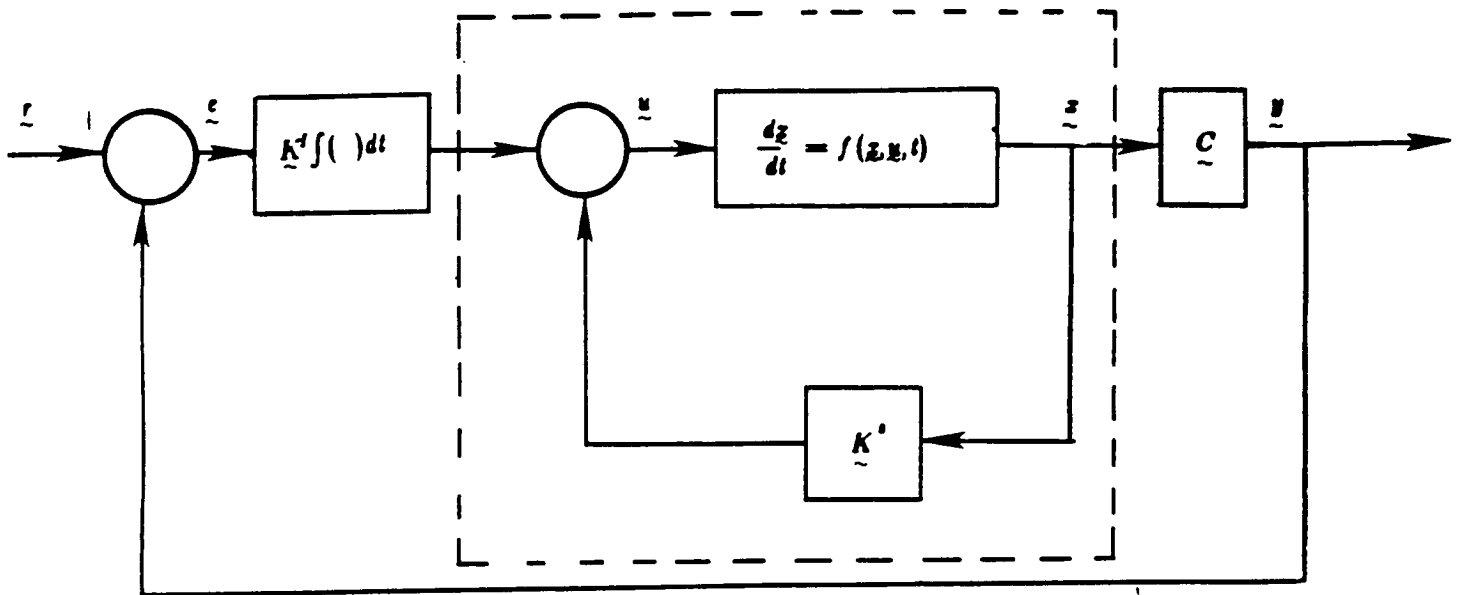 r
e
K ∫( )dt
u
dz/dt = f(z,u,t)
z
C
y
K